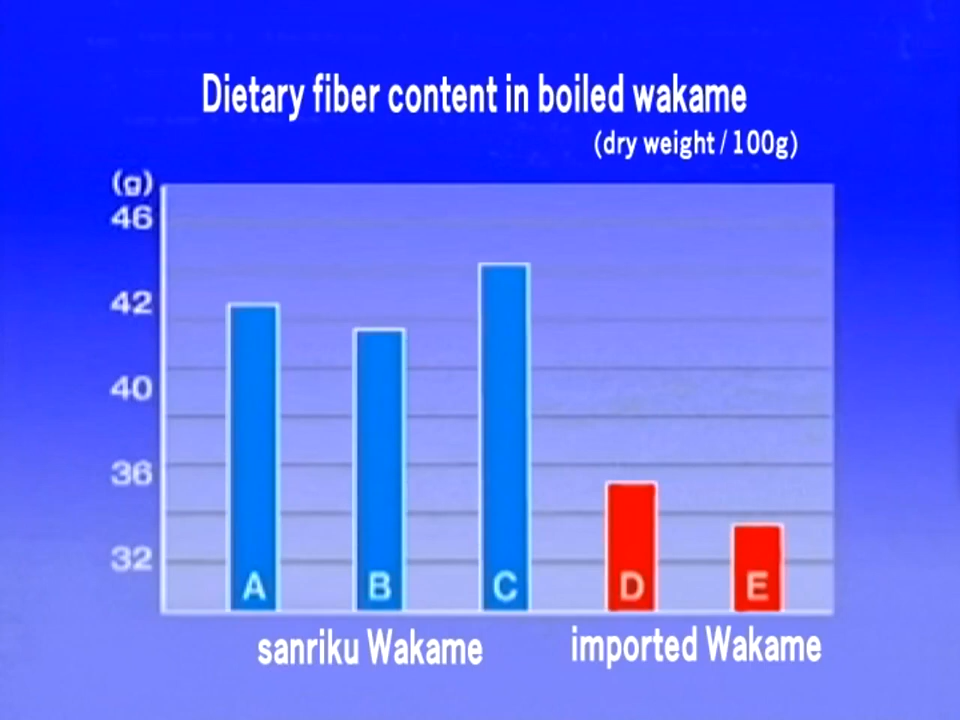 Dietary fiber content in boiled wakame
(dry weight / 100g)
(g)
46
42
40
36
32
A B C D E
sanriku Wakame imported Wakame